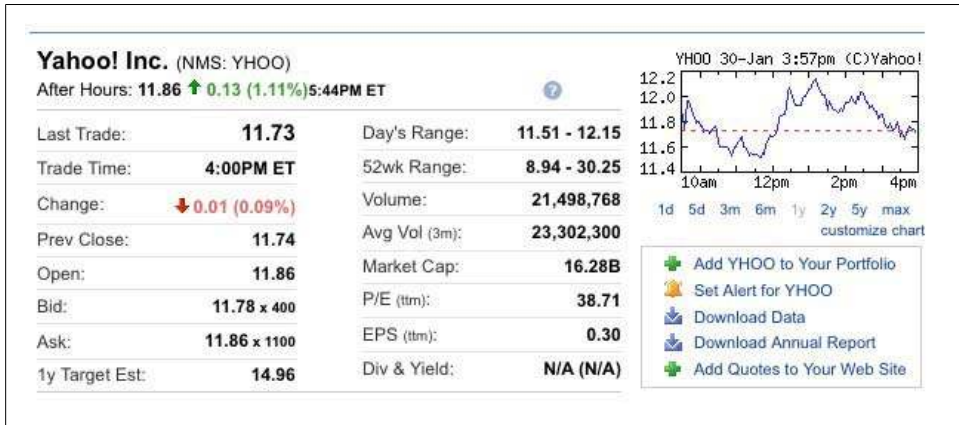 Yahoo! Inc. (NMS: YHOO)
After Hours: 11.86 0.13 (1.11%) 5:44PM ET
?
Last Trade: 11.73
Trade Time: 4:00PM ET
Change: 0.01 (0.09%)
Prev Close: 11.74
Open: 11.86
Bid: 11.78 x 400
Ask: 11.86 x 1100
1y Target Est: 14.96
Day's Range: 11.51 - 12.15
52wk Range: 8.94 - 30.25
Volume: 21,498,768
Avg Vol (3m): 23,302,300
Market Cap: 16.28B
P/E (ttm): 38.71
EPS (ttm): 0.30
Div & Yield: N/A (N/A)
YHOO 30-Jan 3:57pm (C)Yahoo!
12.2
12.0
11.8
11.6
11.4
10am 12pm 2pm 4pm
1d 5d 3m 6m 1y 2y 5y max
customize chart
Add YHOO to Your Portfolio
Set Alert for YHOO
Download Data
Download Annual Report
Add Quotes to Your Web Site